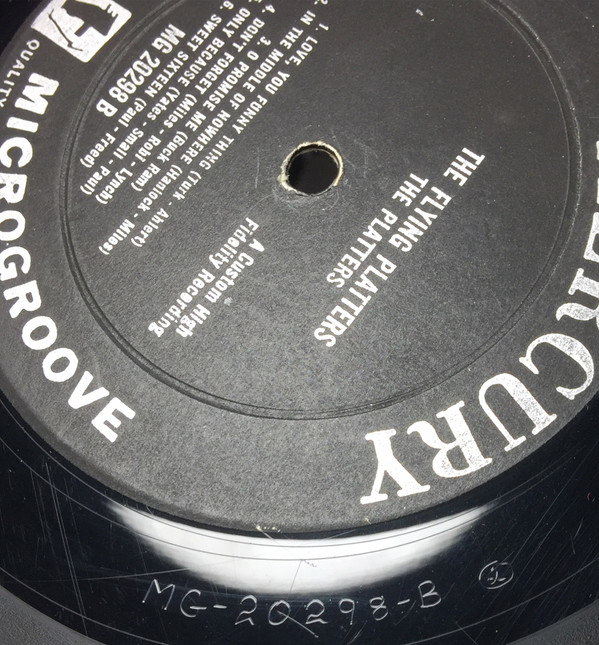 MERCURY
THE FLYING PLATTERS
THE PLATTERS
A Custom High
Fidelity Recording
1. LOVE, YOU FUNNY THING (Turk - Ahlert)
2. IN THE MIDDLE OF NOWHERE (Hanlock - Miles)
3. O PROMISE ME (Buck Ram)
4. DON'T FORGET (Miles - Robi - Lynch)
ONLY BECAUSE (Yates - Small - Paul)
6. SWEET SIXTEEN (Paul - Freed)
MG 20298 B
QUALITY
MICROGROOVE
MG-20298-B